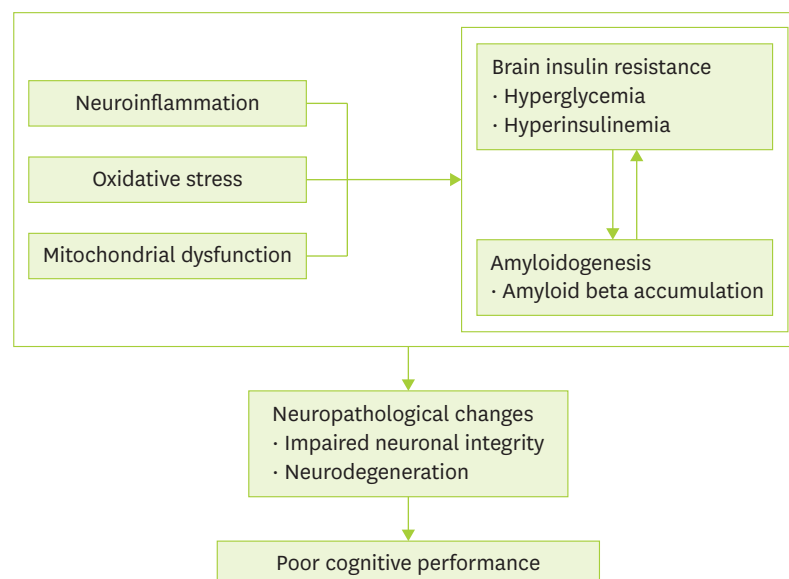 Neuroinflammation
Oxidative stress
Mitochondrial dysfunction
Brain insulin resistance
· Hyperglycemia
· Hyperinsulinemia
Amyloidogenesis
· Amyloid beta accumulation
Neuropathological changes
· Impaired neuronal integrity
· Neurodegeneration
Poor cognitive performance